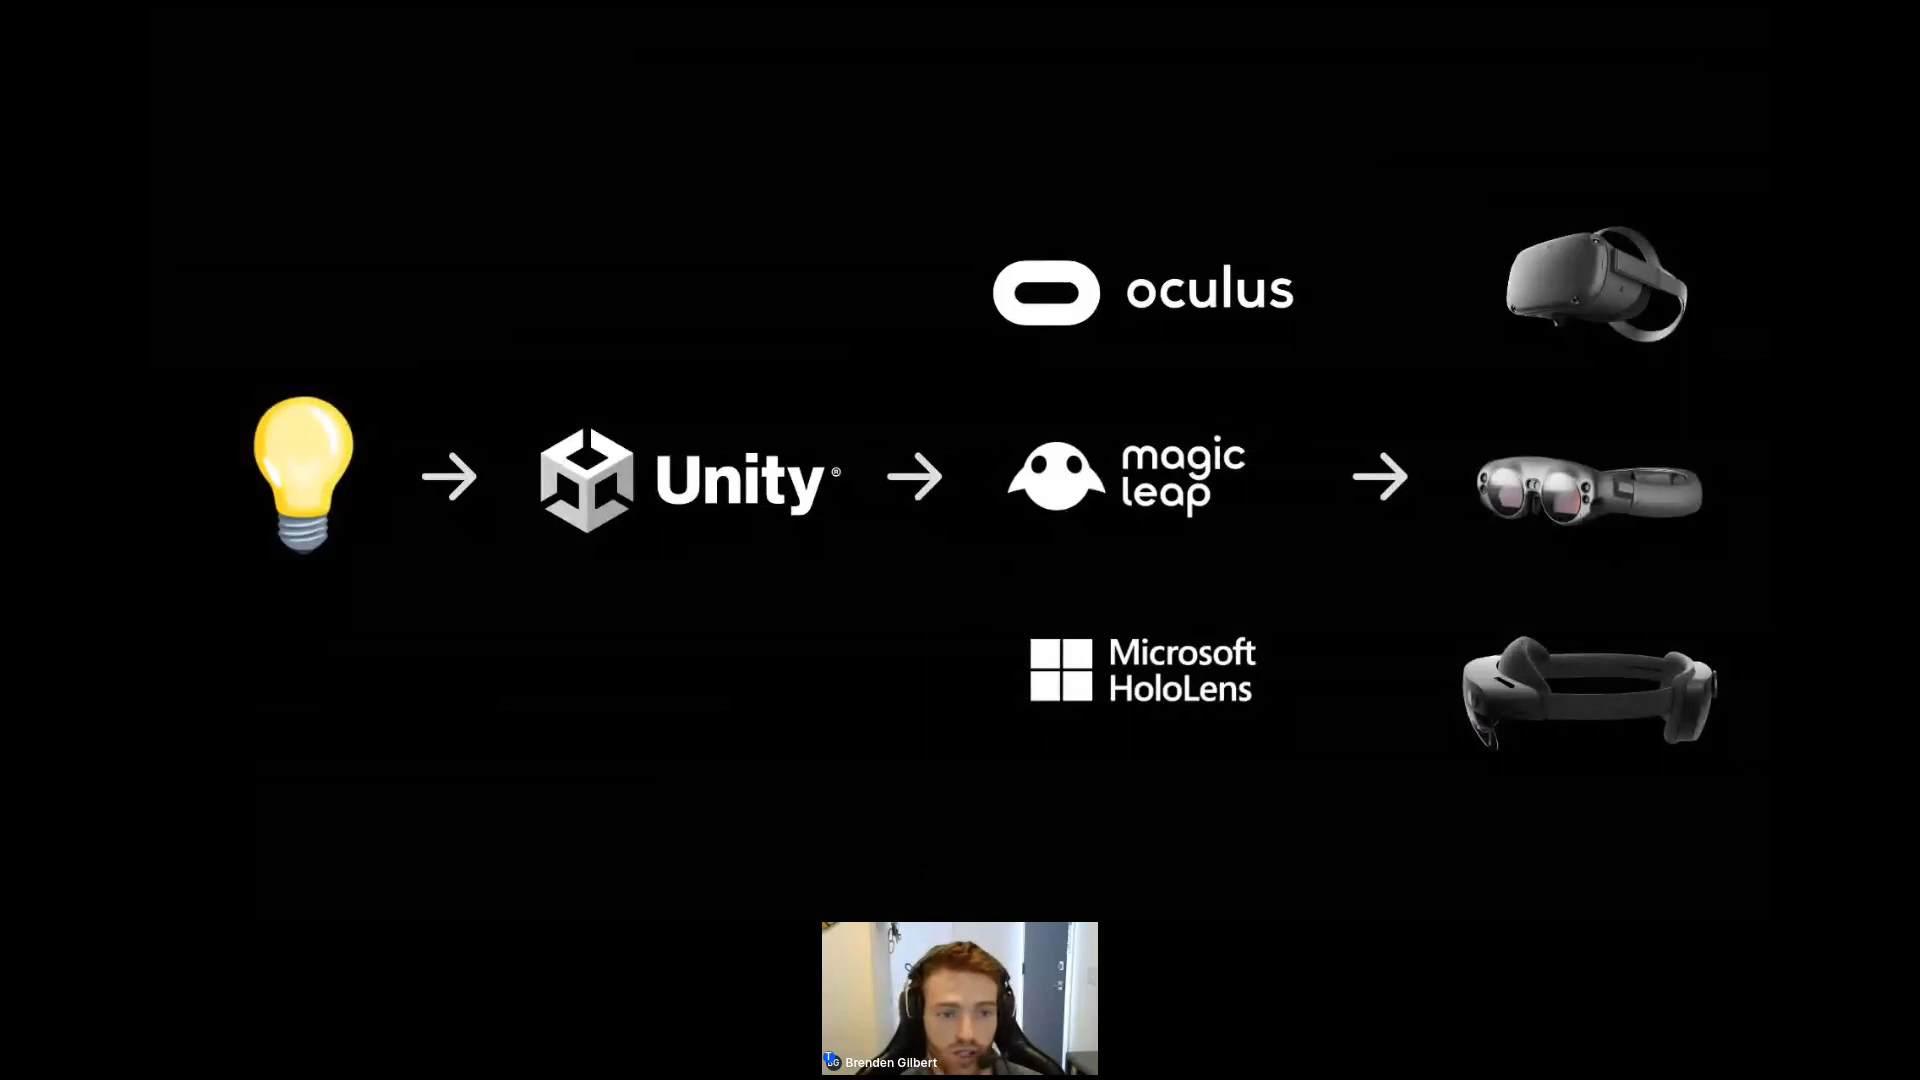 oculus
Unity®
magic
leap
Microsoft
HoloLens
Brenden Gilbert